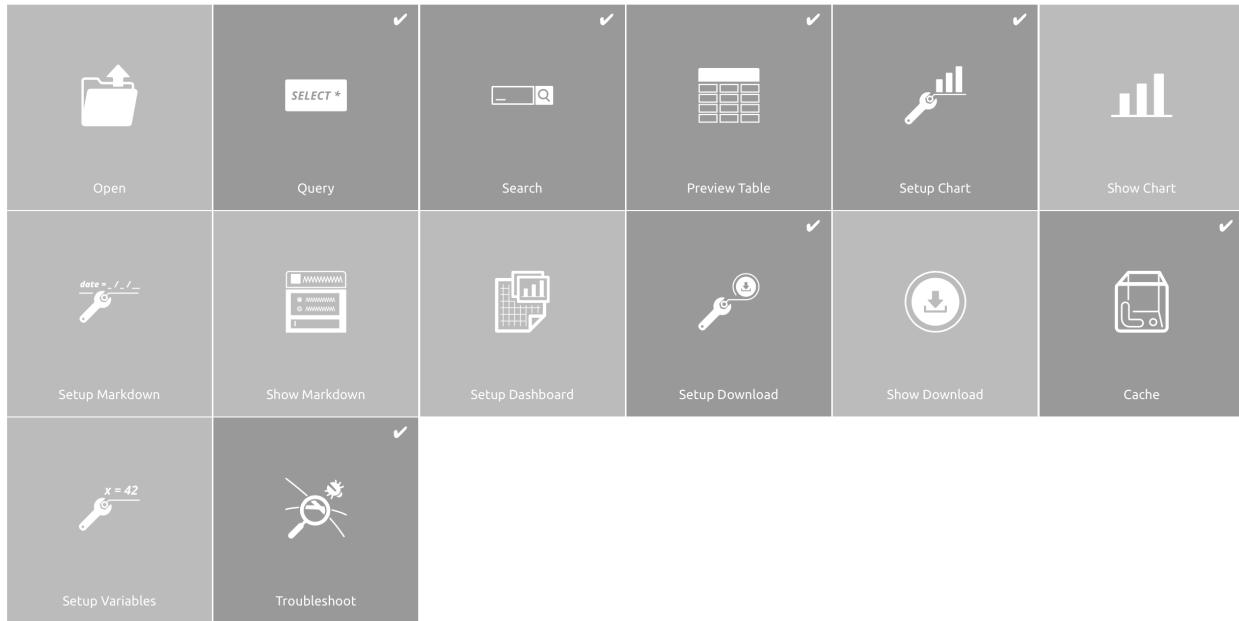 SELECT *
Open
Query
Search
Preview Table
Setup Chart
Show Chart
date = _ / _ / __
Setup Markdown
Show Markdown
Setup Dashboard
Setup Download
Show Download
Cache
x = 42
Setup Variables
Troubleshoot